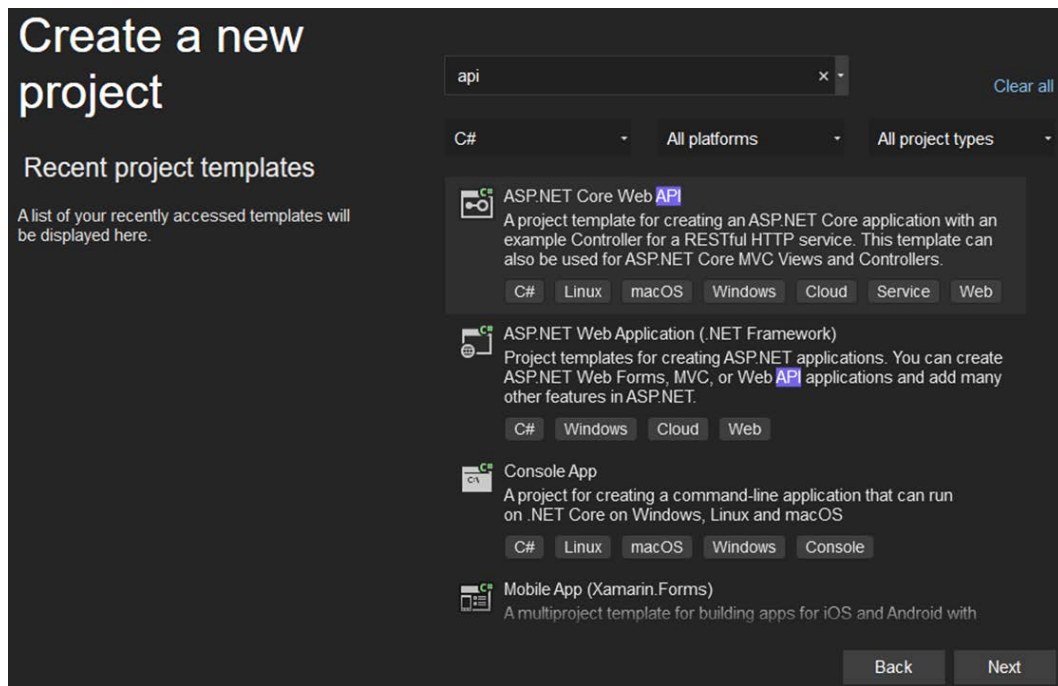 Create a new
project
Recent project templates
A list of your recently accessed templates will
be displayed here.
api
Clear all
C#
All platforms
All project types
C#
ASP.NET Core Web API
A project template for creating an ASP.NET Core application with an
example Controller for a RESTful HTTP service. This template can
also be used for ASP.NET Core MVC Views and Controllers.
C# Linux macOS Windows Cloud Service Web
C#
ASP.NET Web Application (.NET Framework)
Project templates for creating ASP.NET applications. You can create
ASP.NET Web Forms, MVC, or Web API applications and add many
other features in ASP.NET.
C# Windows Cloud Web
C#
C:\
Console App
A project for creating a command-line application that can run
on .NET Core on Windows, Linux and macOS
C# Linux macOS Windows Console
C#
Mobile App (Xamarin.Forms)
A multiproject template for building apps for iOS and Android with
Back
Next